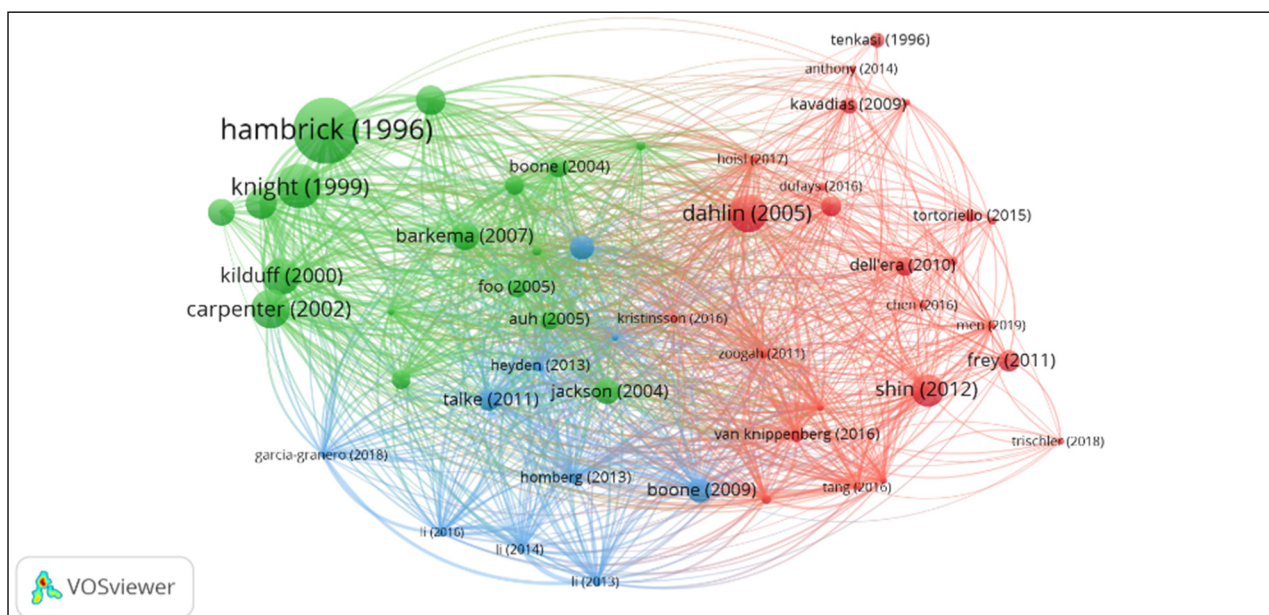 tenkasi (1996)
anthony (2014)
kavadias (2009)
hambrick (1996)
hoisl (2017)
boone (2004)
knight (1999)
dufays (2016)
dahlin (2005)
tortoriello (2015)
barkema (2007)
dell'era (2010)
kilduff (2000)
foo (2005)
chen (2016)
carpenter (2002)
auh (2005)
kristinsson (2016)
men (2019)
zoogah (2011)
frey (2011)
heyden (2013)
jackson (2004)
shin (2012)
talke (2011)
van knippenberg (2016)
trischler (2018)
garcia-granero (2018)
homberg (2013)
boone (2009)
tang (2016)
li (2016)
li (2014)
li (2013)
VOSviewer